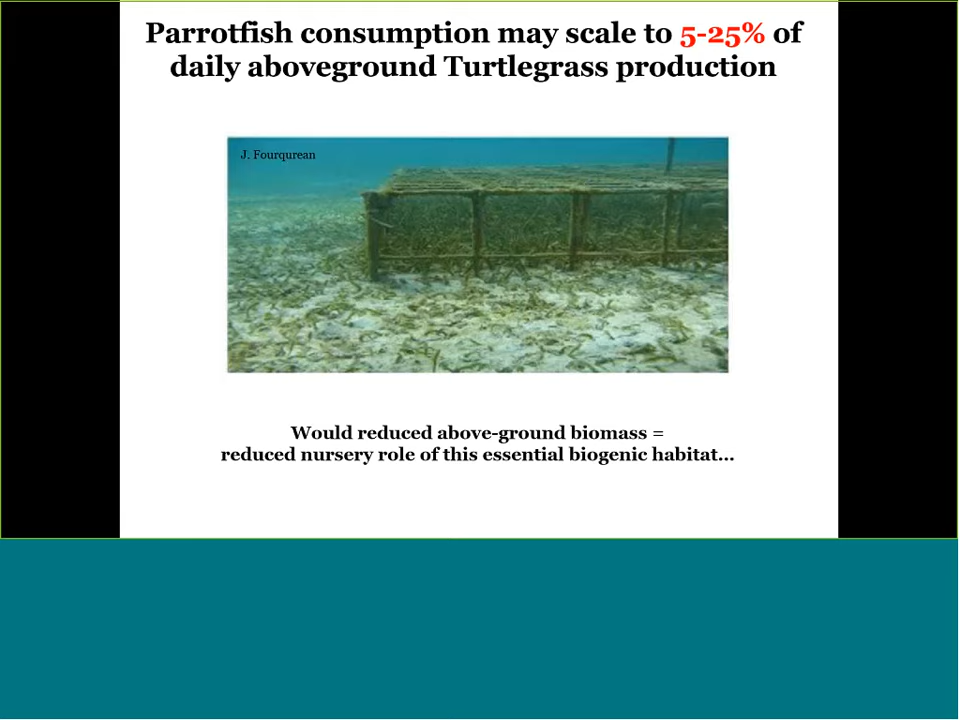 Parrotfish consumption may scale to 5-25% of
daily aboveground Turtlegrass production
J. Fourqurean
Would reduced above-ground biomass =
reduced nursery role of this essential biogenic habitat...